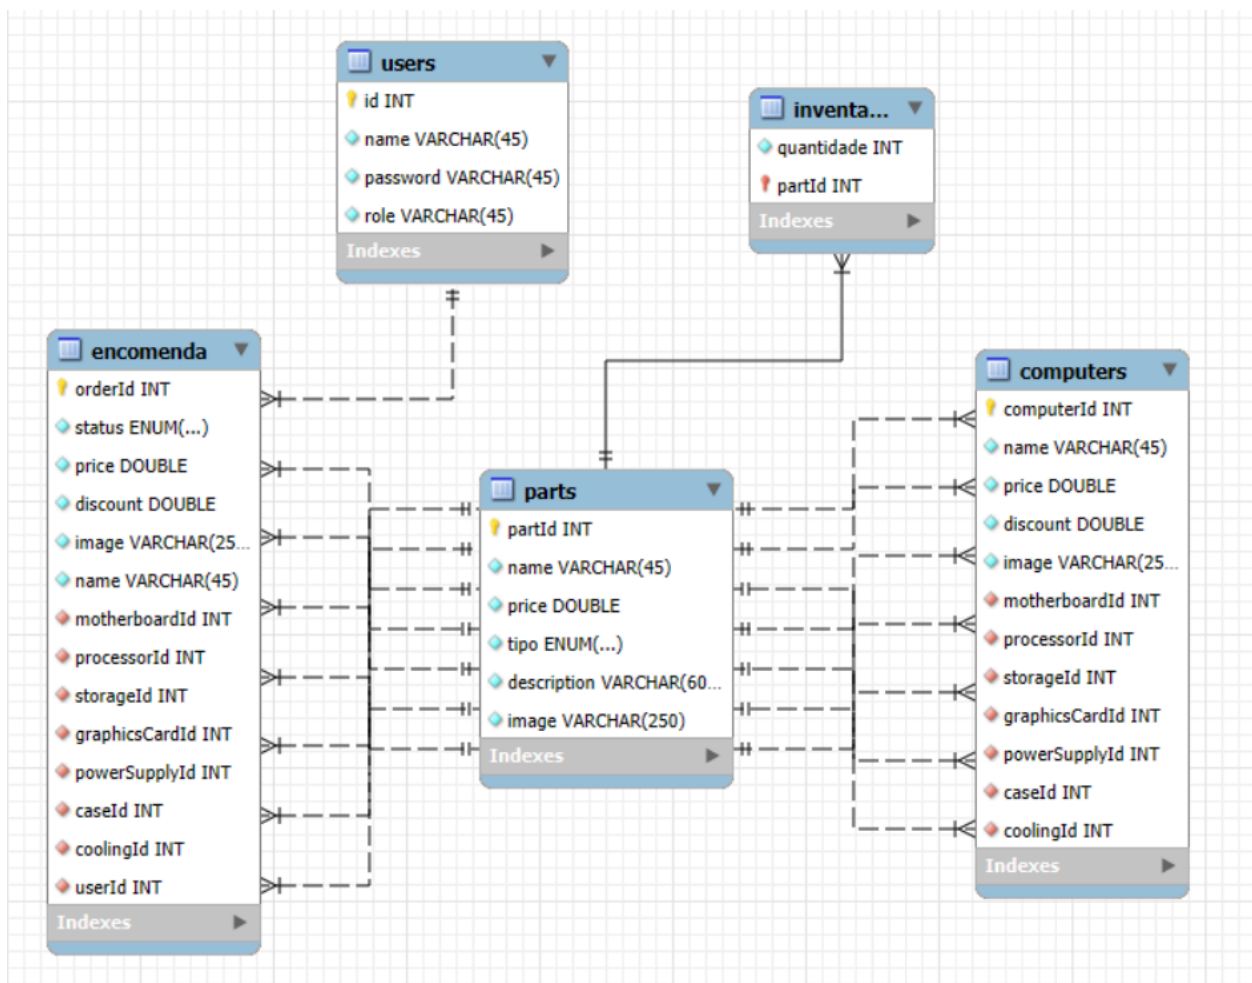 users
id INT
name VARCHAR(45)
password VARCHAR(45)
role VARCHAR(45)
Indexes
inventa...
quantidade INT
partId INT
Indexes
encomenda
orderId INT
status ENUM(...)
price DOUBLE
discount DOUBLE
image VARCHAR(25...
name VARCHAR(45)
motherboardId INT
processorId INT
storageId INT
graphicsCardId INT
powerSupplyId INT
caseId INT
coolingId INT
userId INT
Indexes
parts
partId INT
name VARCHAR(45)
price DOUBLE
tipo ENUM(...)
description VARCHAR(60...
image VARCHAR(250)
Indexes
computers
computerId INT
name VARCHAR(45)
price DOUBLE
discount DOUBLE
image VARCHAR(25...
motherboardId INT
processorId INT
storageId INT
graphicsCardId INT
powerSupplyId INT
caseId INT
coolingId INT
Indexes